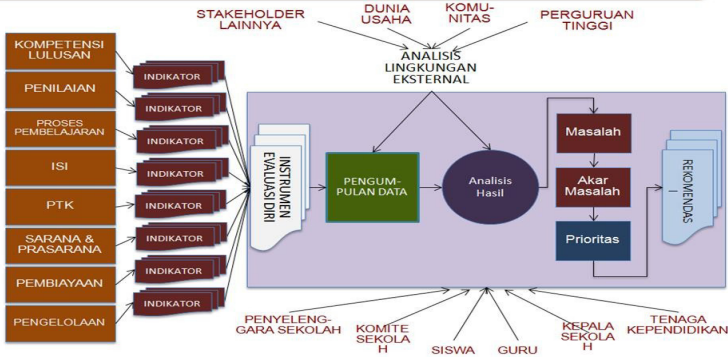 STAKEHOLDER
LAINNYA
DUNIA
USAHA
KOMU-
NITAS
PERGURUAN
TINGGI
ANALISIS
LINGKUNGAN
EKSTERNAL
KOMPETENSI
LULUSAN
INDIKATOR
PENILAIAN
INDIKATOR
PROSES
PEMBELAJARAN
INDIKATOR
ISI
INDIKATOR
PTK
INDIKATOR
SARANA &
PRASARANA
INDIKATOR
PEMBIAYAAN
INDIKATOR
PENGELOLAAN
INDIKATOR
INSTRUMEN
EVALUASI DIRI
PENGUM-
PULAN DATA
Analisis
Hasil
Masalah
Akar
Masalah
Prioritas
REKOMENDAS
I
PENYELENG-
GARA SEKOLAH
KOMITE
SEKOLA
H
SISWA
GURU
KEPALA
SEKOLA
H
TENAGA
KEPENDIDIKAN